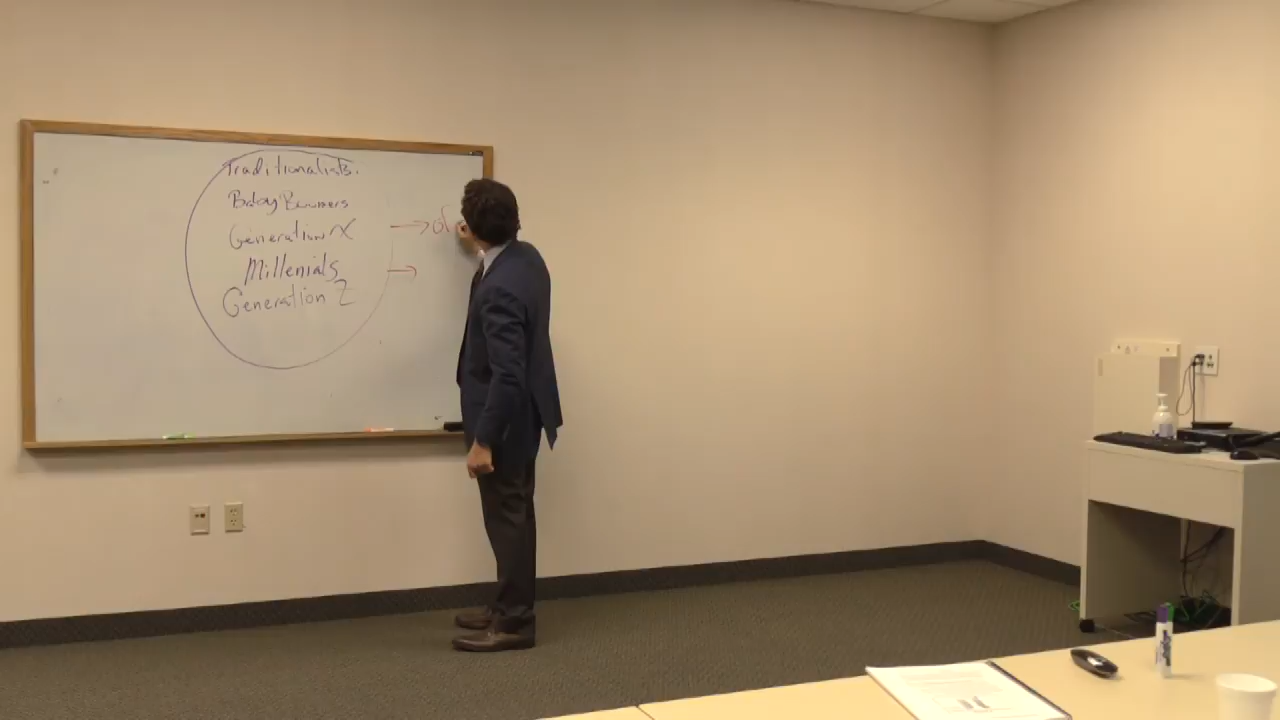 Traditionalists.
Baby Boomers
Generation X
Millenials
Generation Z